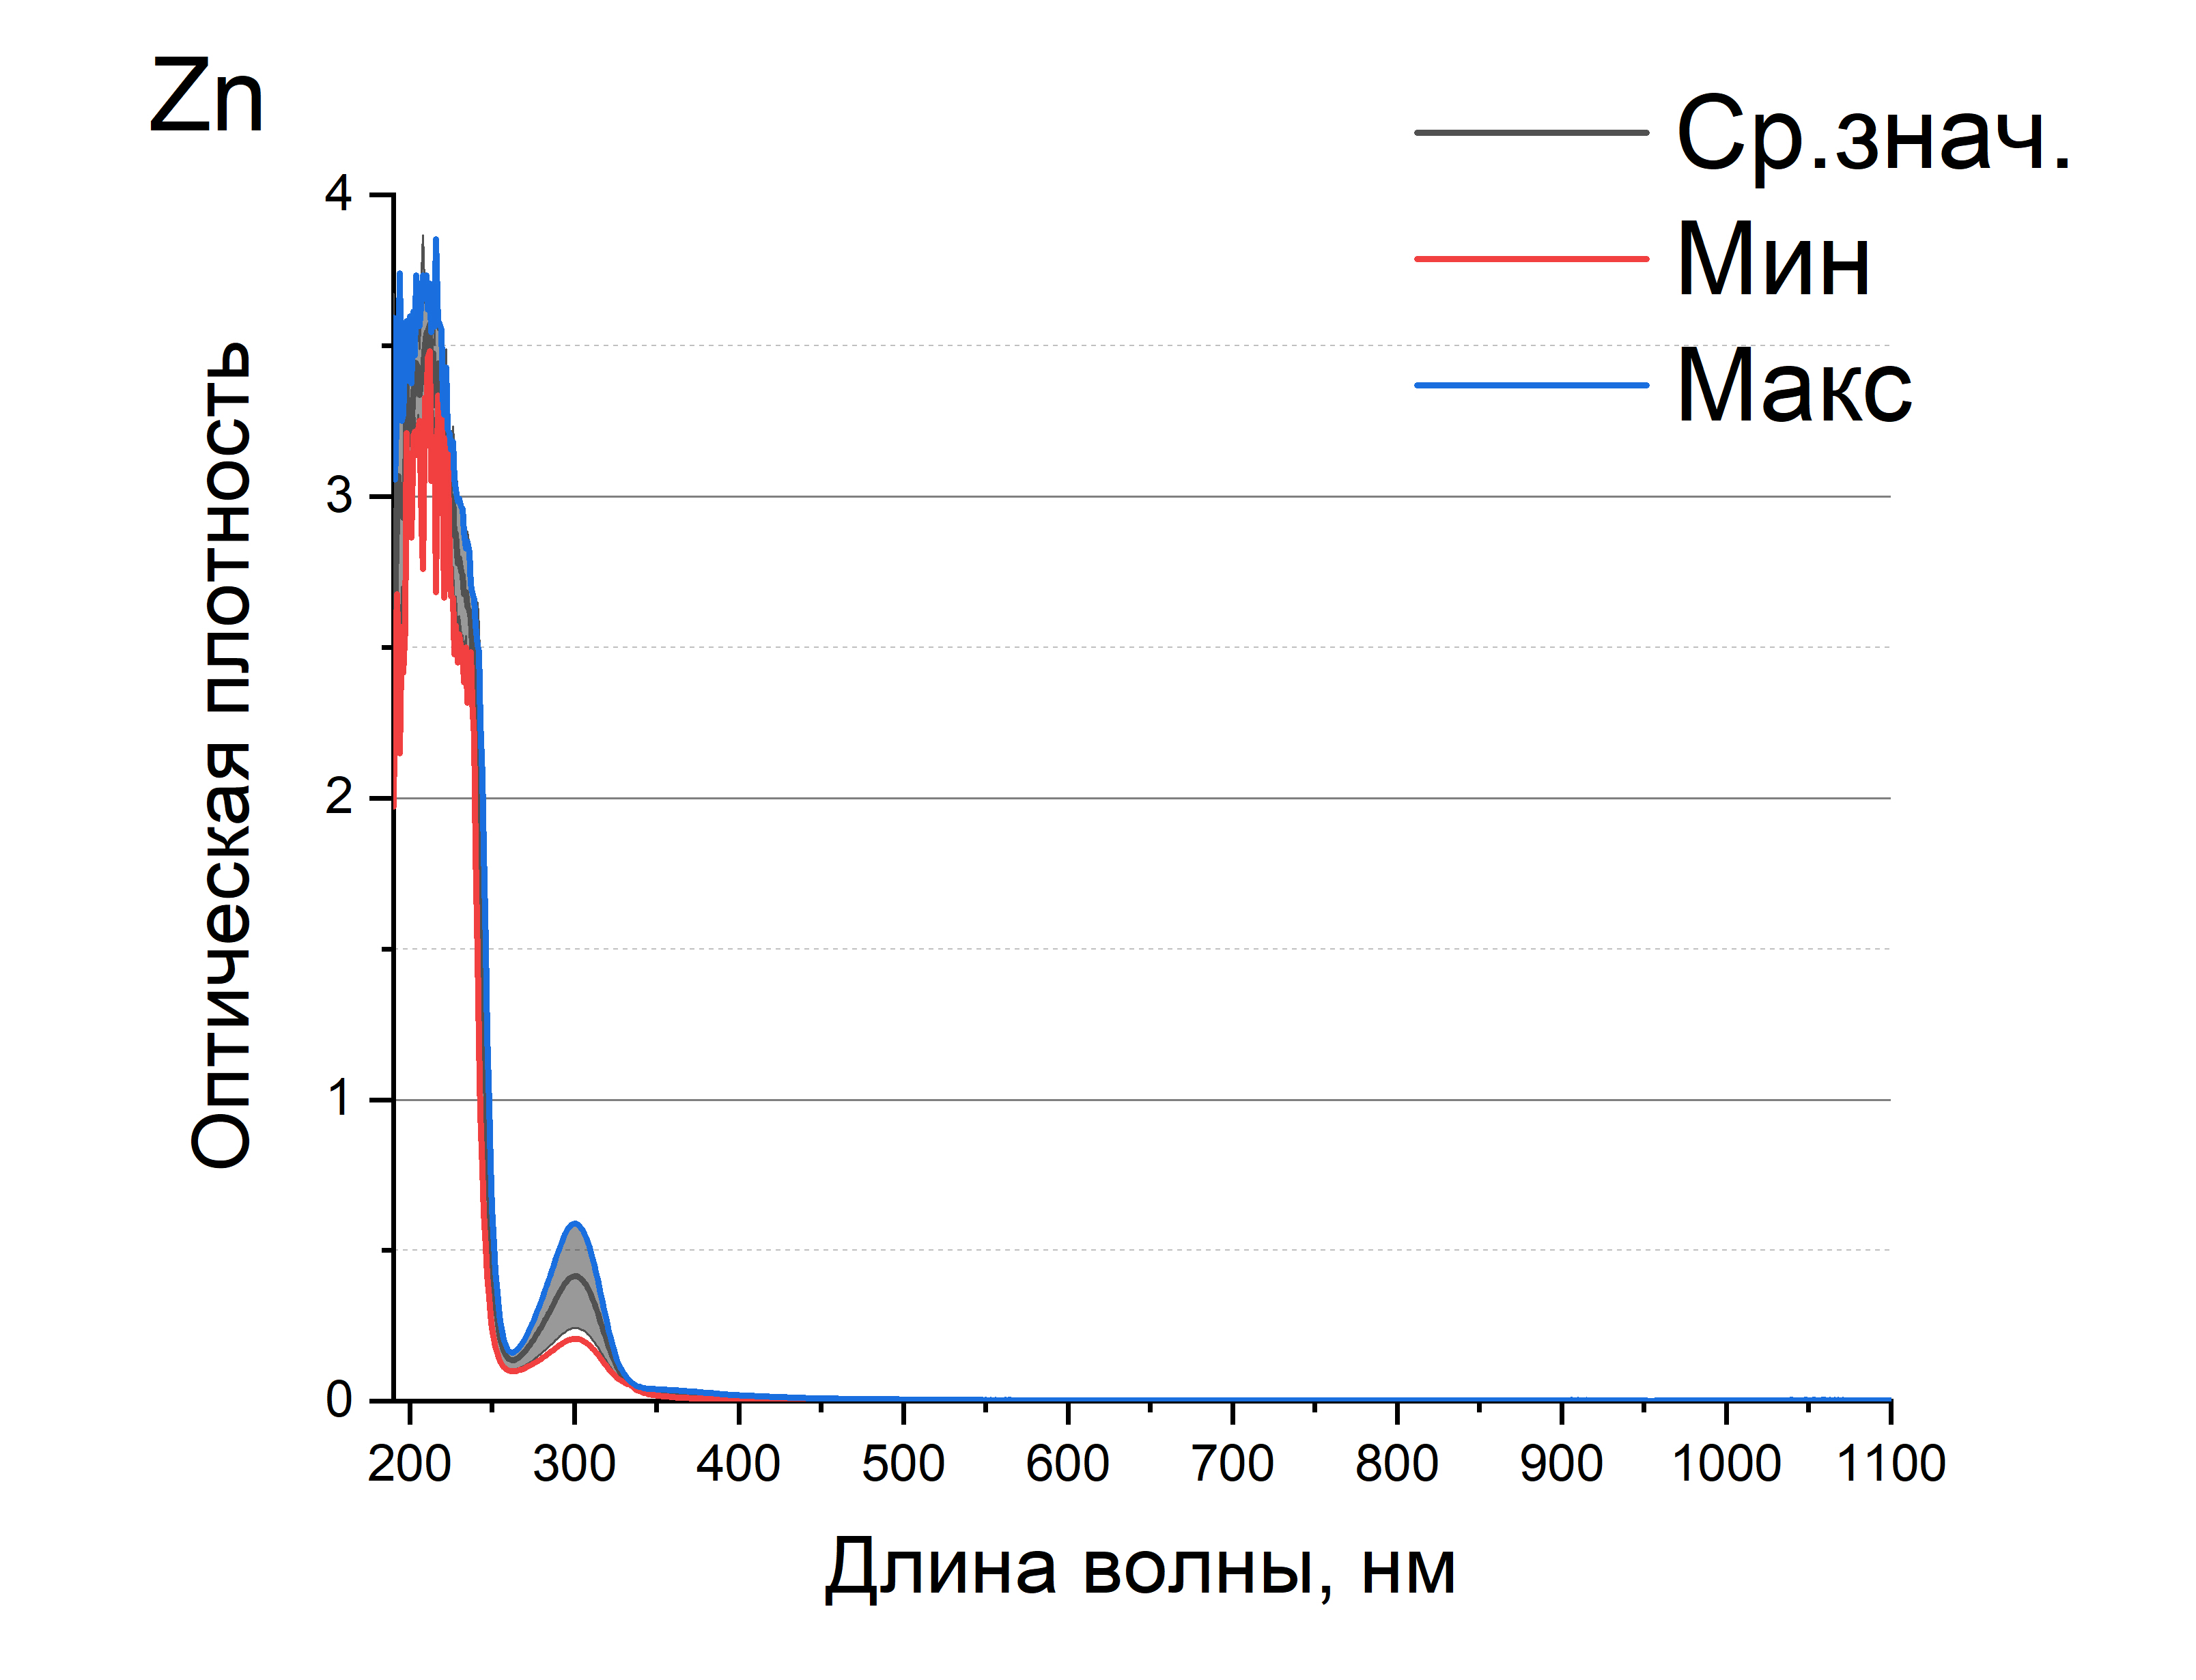 Zn
Ср.знач.
Мин
Макс
Оптическая плотность
4
3
2
1
0
200 300 400 500 600 700 800 900 1000 1100
Длина волны, нм